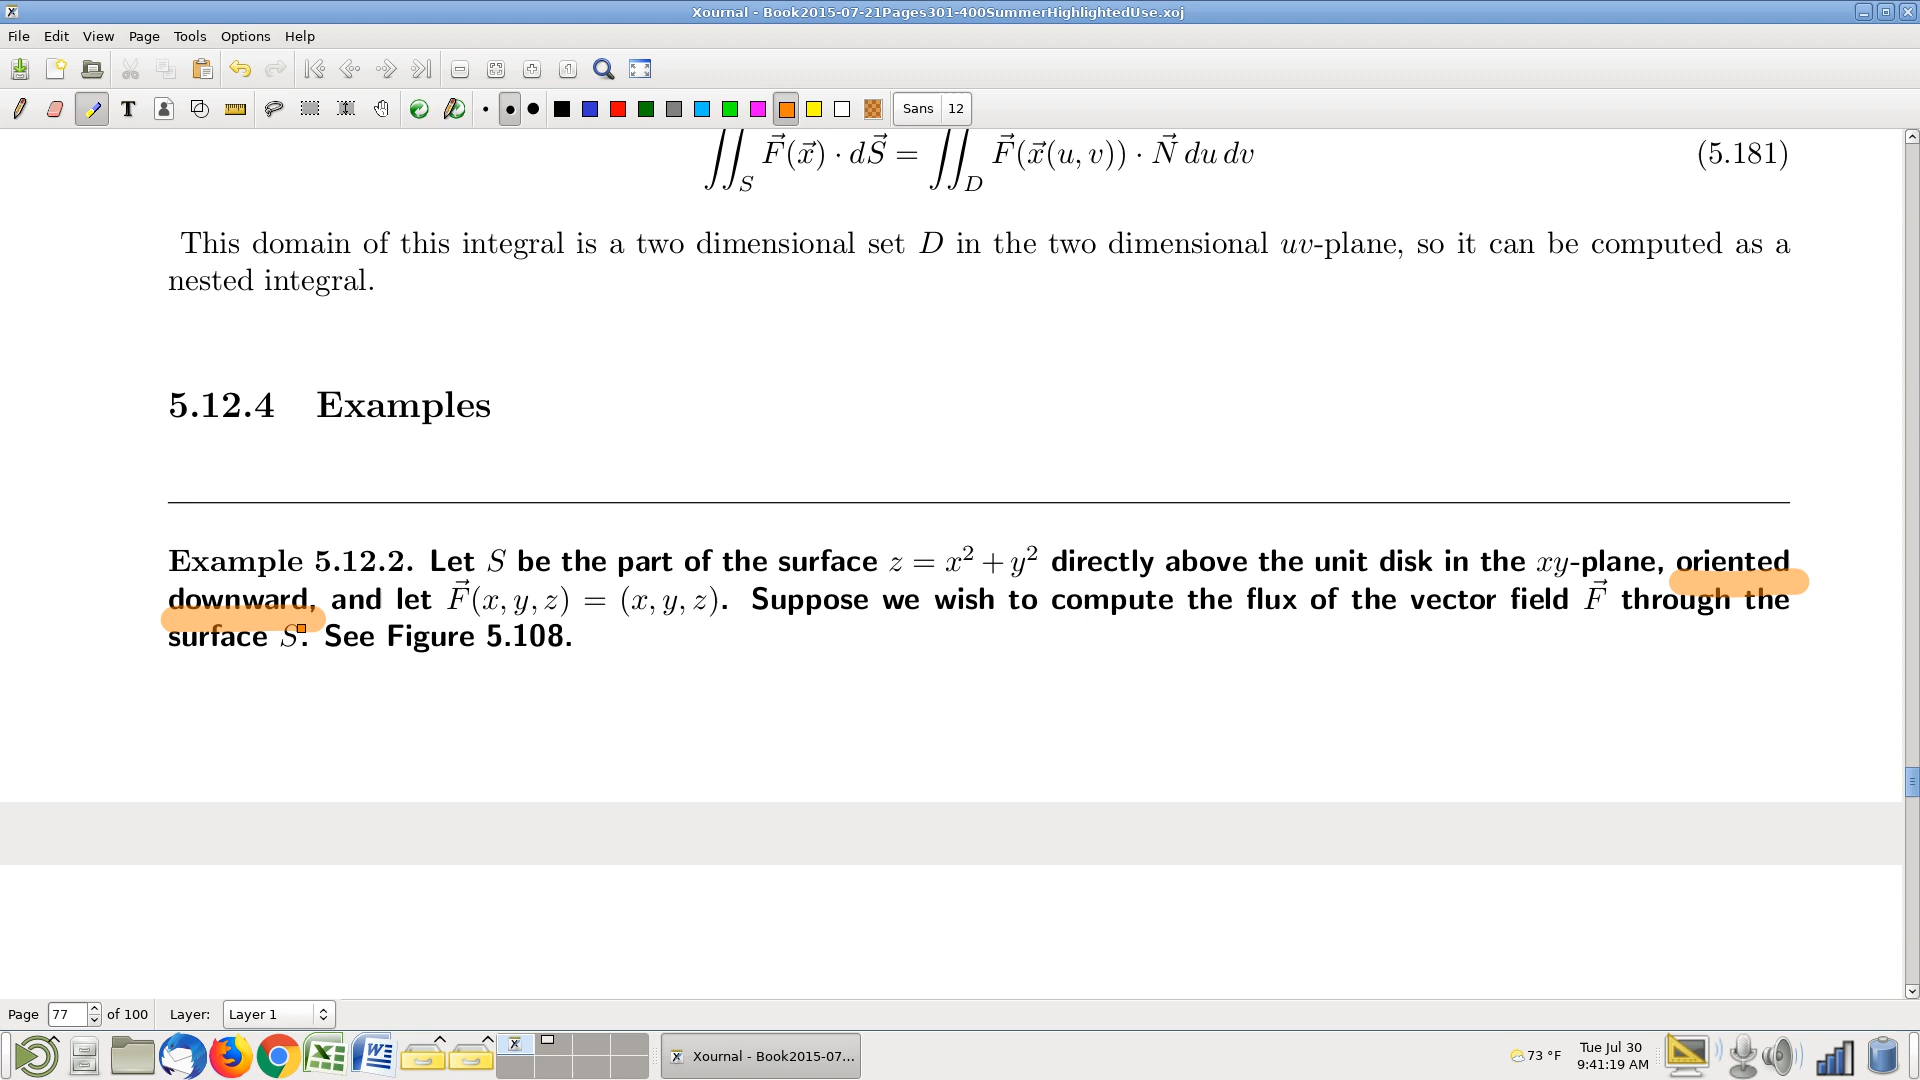 Xournal - Book2015-07-21Pages301-400SummerHighlightedUse.xoj
File Edit View Page Tools Options Help
Sans 12
∬_S F⃗(x⃗) · dS⃗ = ∬_D F⃗(x⃗(u, v)) · N⃗ du dv (5.181)
This domain of this integral is a two dimensional set D in the two dimensional uv-plane, so it can be computed as a
nested integral.
5.12.4 Examples
Example 5.12.2. Let S be the part of the surface z = x² + y² directly above the unit disk in the xy-plane, oriented
downward, and let F⃗(x, y, z) = (x, y, z). Suppose we wish to compute the flux of the vector field F⃗ through the
surface S. See Figure 5.108.
Page 77 of 100 Layer: Layer 1
Xournal - Book2015-07...
73 °F
Tue Jul 30
9:41:19 AM